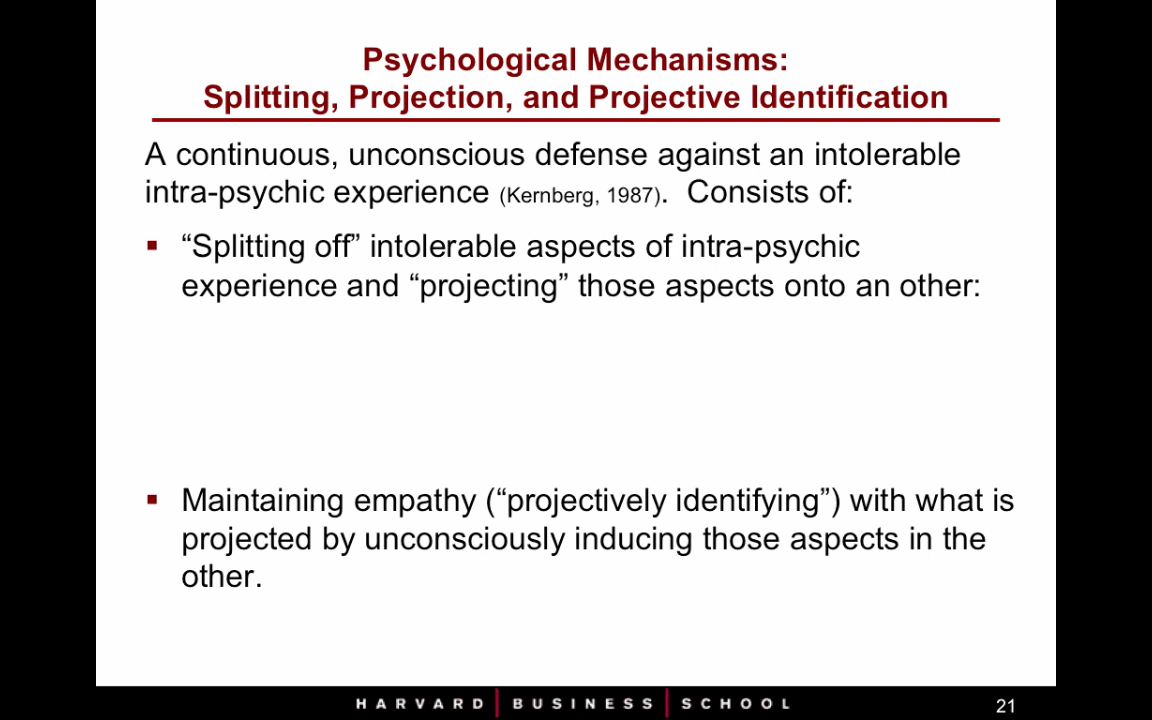 Psychological Mechanisms:
Splitting, Projection, and Projective Identification
A continuous, unconscious defense against an intolerable
intra-psychic experience (Kernberg, 1987).  Consists of:
▪ “Splitting off” intolerable aspects of intra-psychic
experience and “projecting” those aspects onto an other:
▪ Maintaining empathy (“projectively identifying”) with what is
projected by unconsciously inducing those aspects in the
other.
HARVARD | BUSINESS | SCHOOL
21